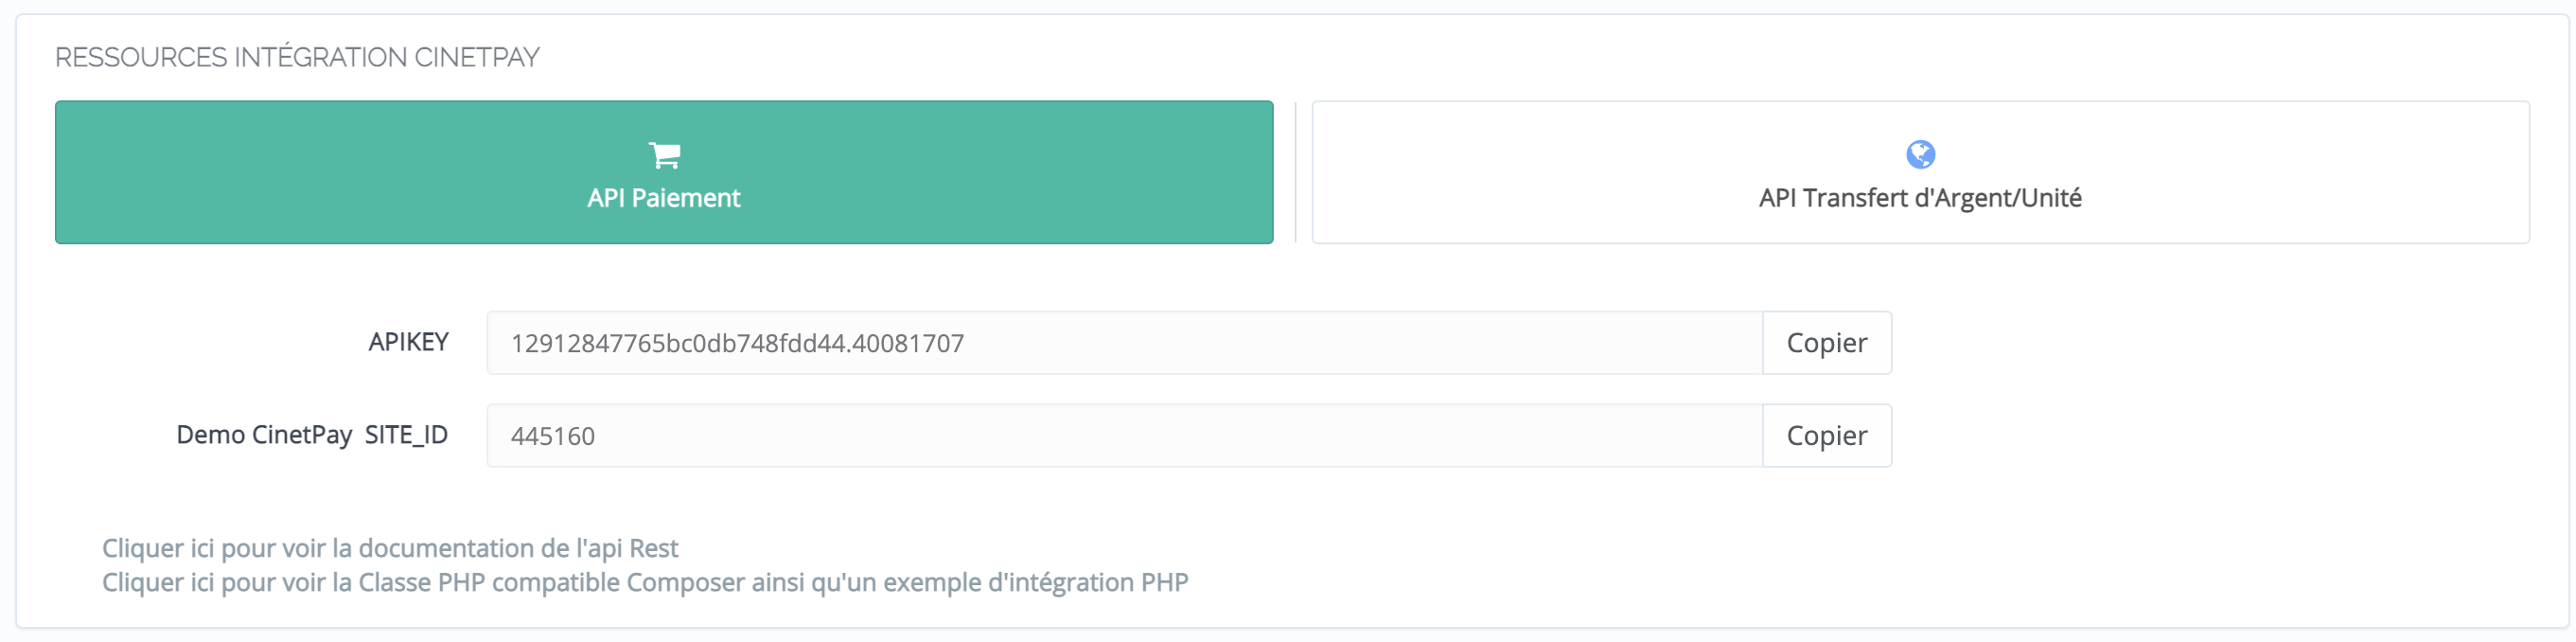 RESSOURCES INTÉGRATION CINETPAY
API Paiement
API Transfert d'Argent/Unité
APIKEY
12912847765bc0db748fdd44.40081707
Copier
Demo CinetPay SITE_ID
445160
Copier
Cliquer ici pour voir la documentation de l'api Rest
Cliquer ici pour voir la Classe PHP compatible Composer ainsi qu'un exemple d'intégration PHP